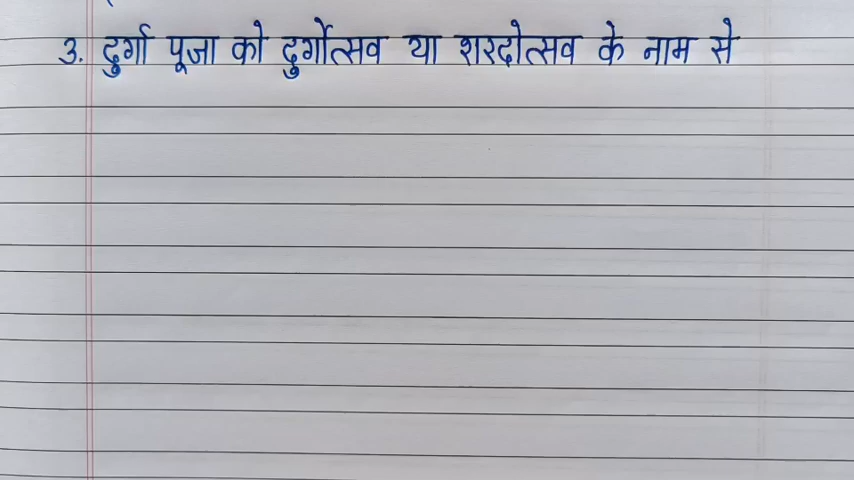 3. दुर्गा पूजा को दुर्गोत्सव या शरदोत्सव के नाम से